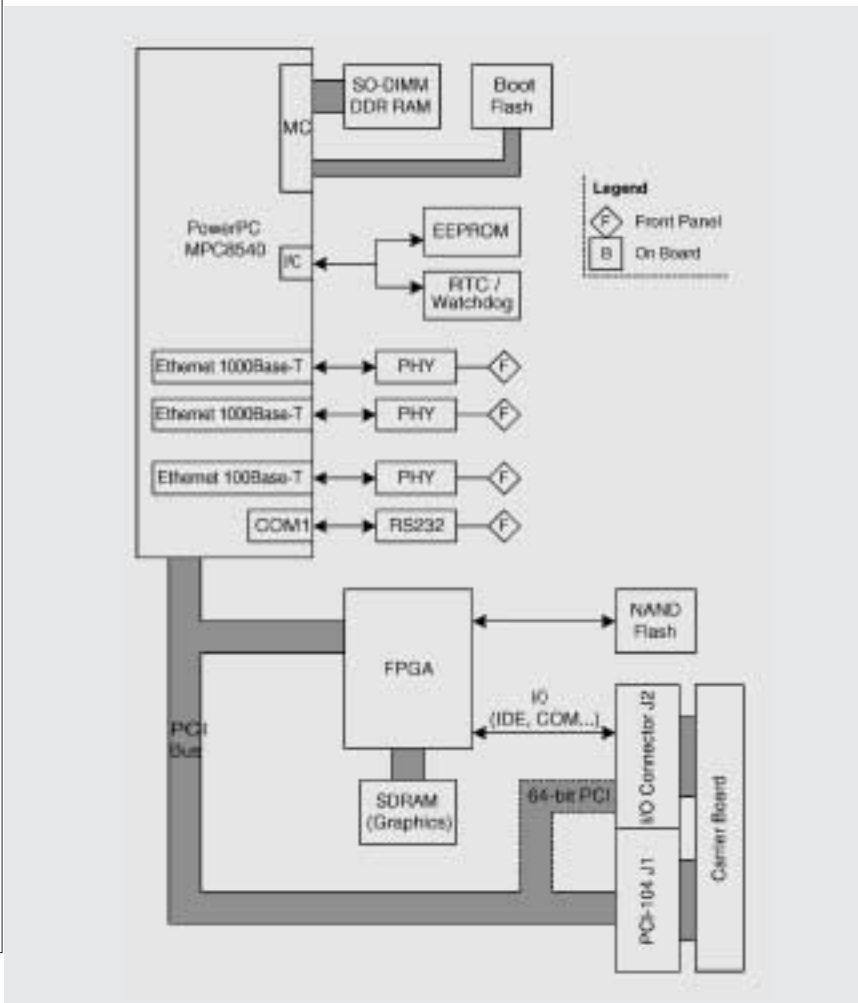 SO-DIMM
DDR RAM
Boot
Flash
MC
Legend
F Front Panel
B On Board
PowerPC
MPC8540
I²C
EEPROM
RTC /
Watchdog
Ethernet 1000Base-T
PHY
F
Ethernet 1000Base-T
PHY
F
Ethernet 100Base-T
PHY
F
COM1
RS232
F
FPGA
NAND
Flash
I/O
(IDE, COM...)
PCI
Bus
SDRAM
(Graphics)
64-bit PCI
I/O Connector J2
PCI-104 J1
Carrier Board